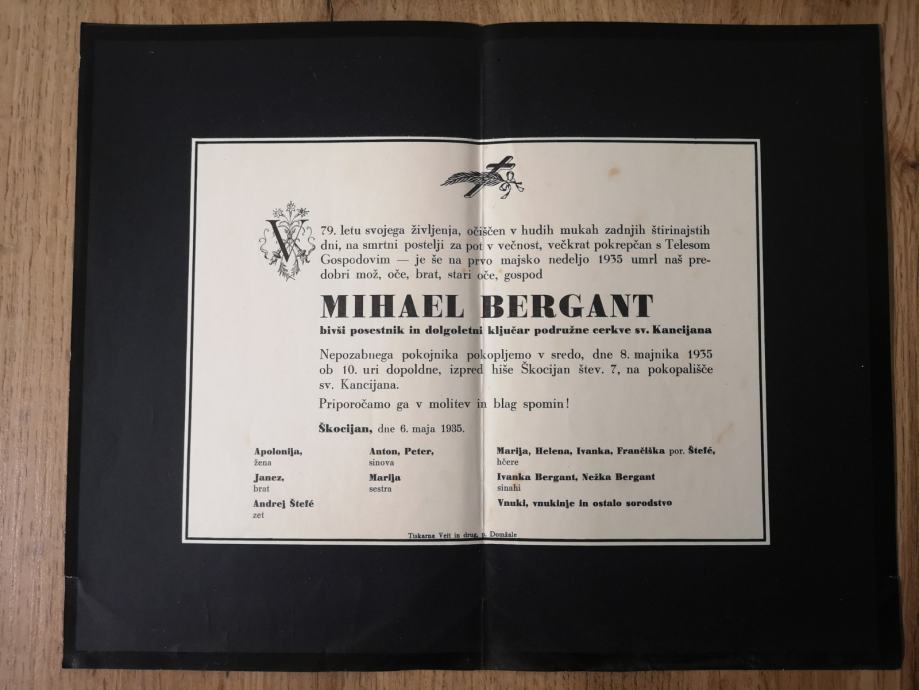 V 79. letu svojega življenja, očiščen v hudih mukah zadnjih štirinajstih
dni, na smrtni postelji za pot v večnost, večkrat pokrepčan s Telesom
Gospodovim — je še na prvo majsko nedeljo 1935 umrl naš pre-
dobri mož, oče, brat, stari oče, gospod
MIHAEL BERGANT
bivši posestnik in dolgoletni ključar podružne cerkve sv. Kancijana
Nepozabnega pokojnika pokopljemo v sredo, dne 8. majnika 1935
ob 10. uri dopoldne, izpred hiše Škocijan štev. 7, na pokopališče
sv. Kancijana.
Priporočamo ga v molitev in blag spomin!
Škocijan, dne 6. maja 1935.
Apolonija,
žena
Janez,
brat
Andrej Štefé
zet
Anton, Peter,
sinova
Marija
sestra
Marija, Helena, Ivanka, Frančiška por. Štefé,
hčere
Ivanka Bergant, Nežka Bergant
sinahi
Vnuki, vnukinje in ostalo sorodstvo
Tiskarna Veit in drug, p. Domžale